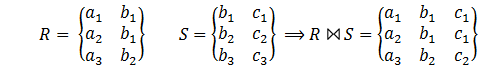 R = {a₁ b₁ a₂ b₁ a₃ b₂} S = {b₁ c₁ b₂ c₂ b₃ c₃} ⟹ R ⋈ S = {a₁ b₁ c₁ a₂ b₁ c₁ a₃ b₂ c₂}